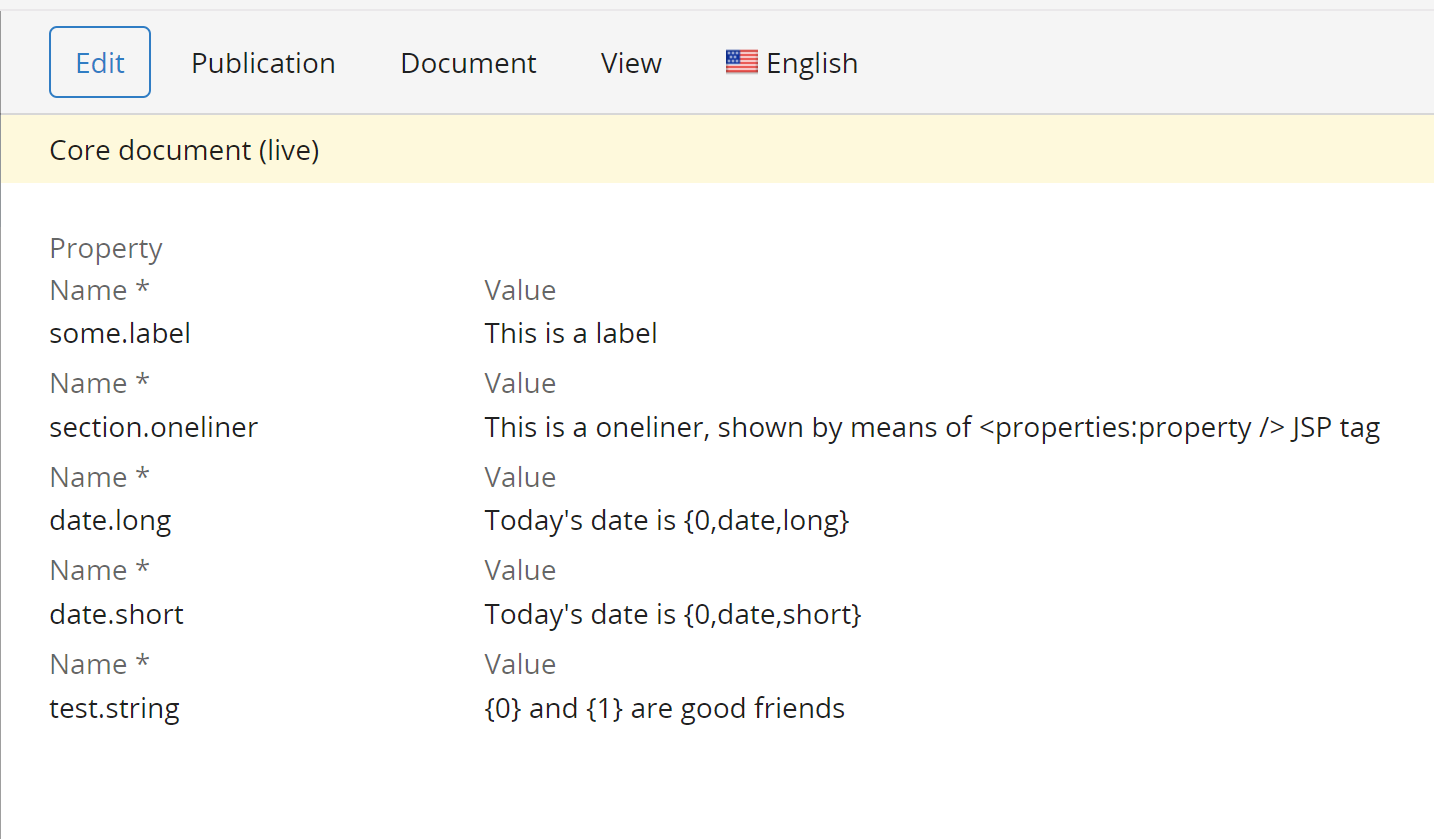 Edit Publication Document View English
Core document (live)
Property
Name * Value
some.label This is a label
Name * Value
section.oneliner This is a oneliner, shown by means of <properties:property /> JSP tag
Name * Value
date.long Today's date is {0,date,long}
Name * Value
date.short Today's date is {0,date,short}
Name * Value
test.string {0} and {1} are good friends